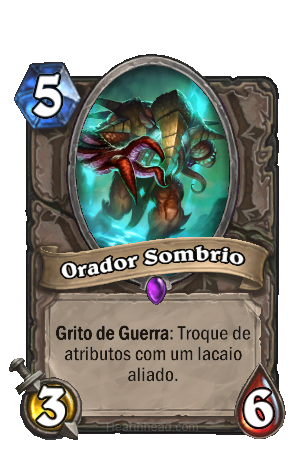 5
Orador Sombrio
Grito de Guerra: Troque de
atributos com um lacaio
aliado.
3
6